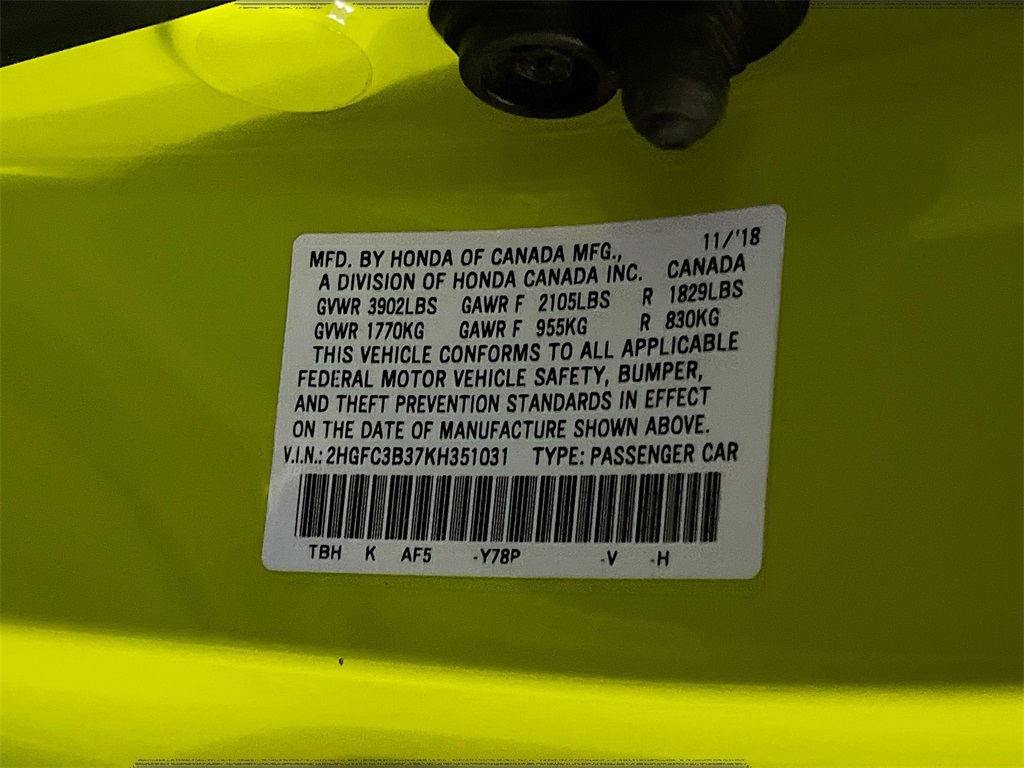 MFD. BY HONDA OF CANADA MFG., 11/'18
A DIVISION OF HONDA CANADA INC. CANADA
GVWR 3902LBS GAWR F 2105LBS R 1829LBS
GVWR 1770KG GAWR F 955KG R 830KG
THIS VEHICLE CONFORMS TO ALL APPLICABLE
FEDERAL MOTOR VEHICLE SAFETY, BUMPER,
AND THEFT PREVENTION STANDARDS IN EFFECT
ON THE DATE OF MANUFACTURE SHOWN ABOVE.
V.I.N.: 2HGFC3B37KH351031 TYPE: PASSENGER CAR
TBH K AF5 -Y78P -V -H